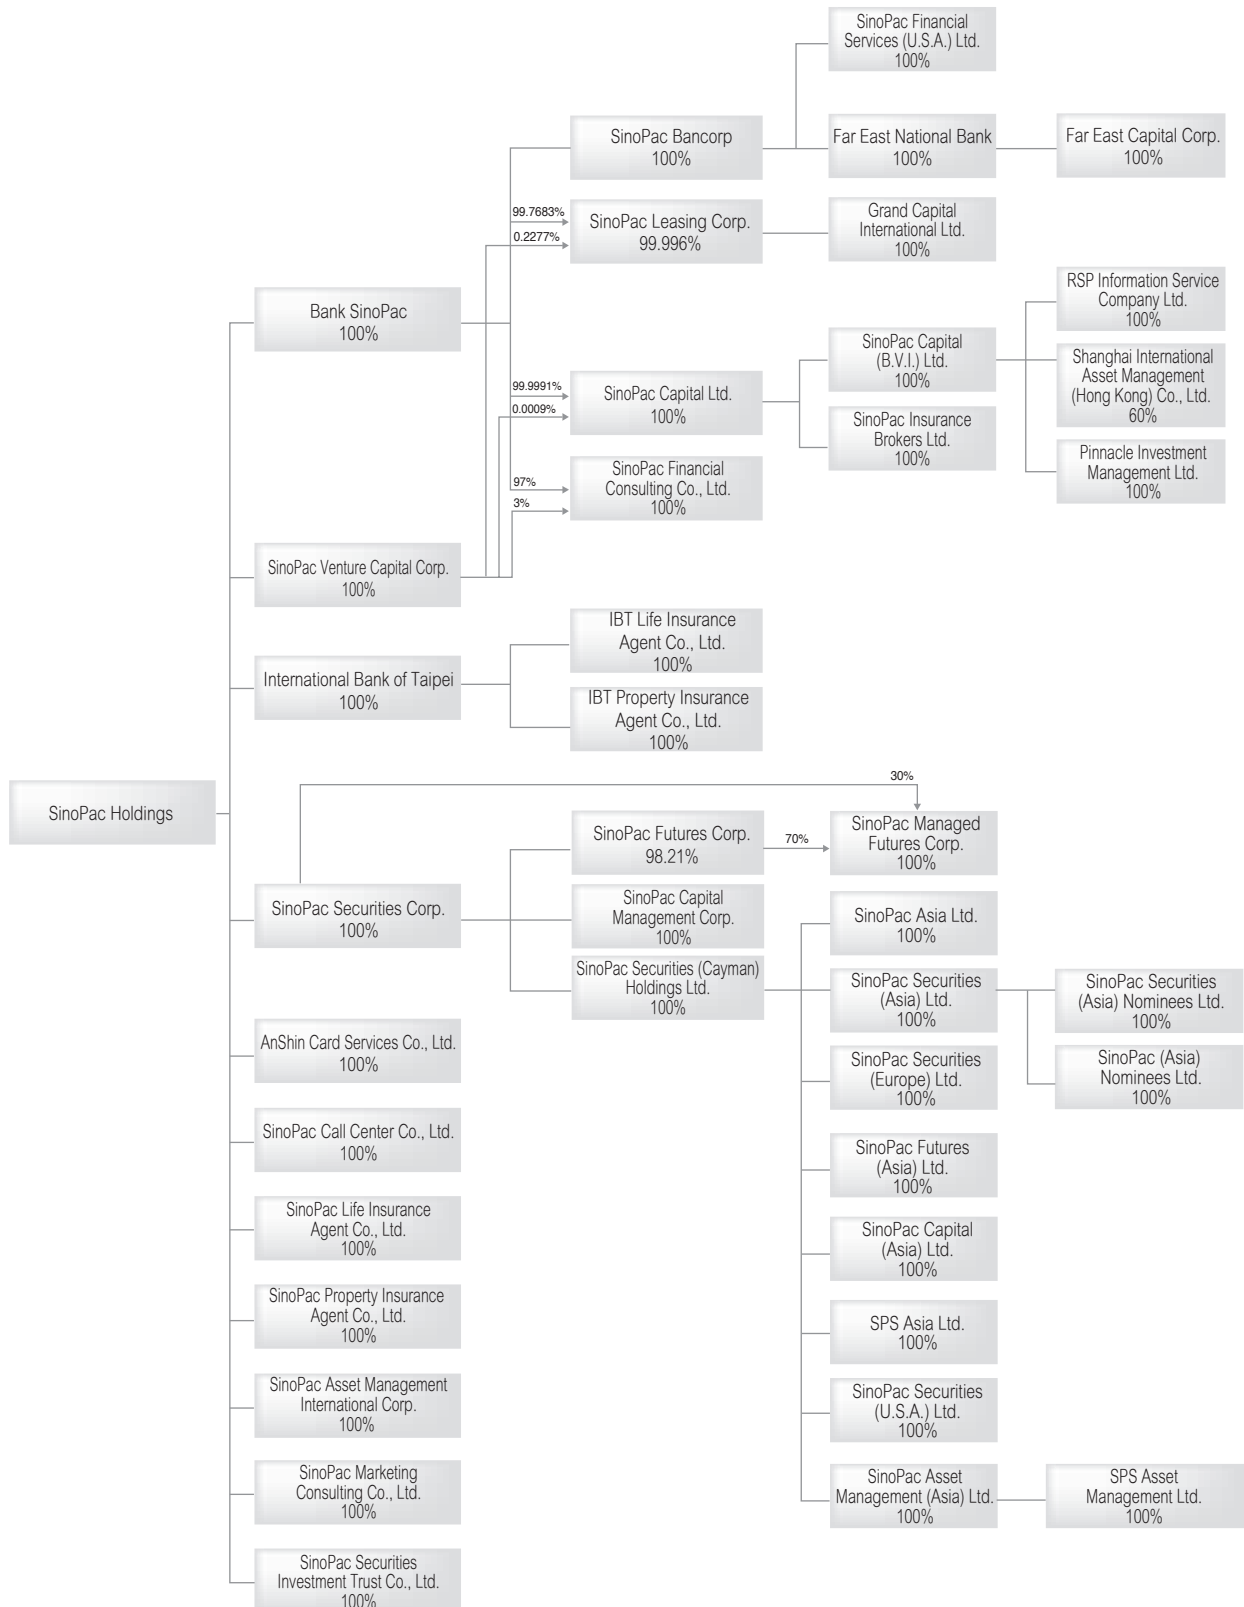 SinoPac Financial
Services (U.S.A.) Ltd.
100%
SinoPac Bancorp
100%
Far East National Bank
100%
Far East Capital Corp.
100%
99.7683%
0.2277%
SinoPac Leasing Corp.
99.996%
Grand Capital
International Ltd.
100%
Bank SinoPac
100%
RSP Information Service
Company Ltd.
100%
SinoPac Capital
(B.V.I.) Ltd.
100%
Shanghai International
Asset Management
(Hong Kong) Co., Ltd.
60%
99.9991%
0.0009%
SinoPac Capital Ltd.
100%
SinoPac Insurance
Brokers Ltd.
100%
Pinnacle Investment
Management Ltd.
100%
97%
3%
SinoPac Financial
Consulting Co., Ltd.
100%
SinoPac Venture Capital Corp.
100%
IBT Life Insurance
Agent Co., Ltd.
100%
International Bank of Taipei
100%
IBT Property Insurance
Agent Co., Ltd.
100%
SinoPac Holdings
30%
SinoPac Futures Corp.
98.21%
70%
SinoPac Managed
Futures Corp.
100%
SinoPac Securities Corp.
100%
SinoPac Capital
Management Corp.
100%
SinoPac Asia Ltd.
100%
SinoPac Securities (Cayman)
Holdings Ltd.
100%
SinoPac Securities
(Asia) Ltd.
100%
SinoPac Securities
(Asia) Nominees Ltd.
100%
AnShin Card Services Co., Ltd.
100%
SinoPac Securities
(Europe) Ltd.
100%
SinoPac (Asia)
Nominees Ltd.
100%
SinoPac Call Center Co., Ltd.
100%
SinoPac Futures
(Asia) Ltd.
100%
SinoPac Life Insurance
Agent Co., Ltd.
100%
SinoPac Capital
(Asia) Ltd.
100%
SinoPac Property Insurance
Agent Co., Ltd.
100%
SPS Asia Ltd.
100%
SinoPac Asset Management
International Corp.
100%
SinoPac Securities
(U.S.A.) Ltd.
100%
SinoPac Marketing
Consulting Co., Ltd.
100%
SinoPac Asset
Management (Asia) Ltd.
100%
SPS Asset
Management Ltd.
100%
SinoPac Securities
Investment Trust Co., Ltd.
100%